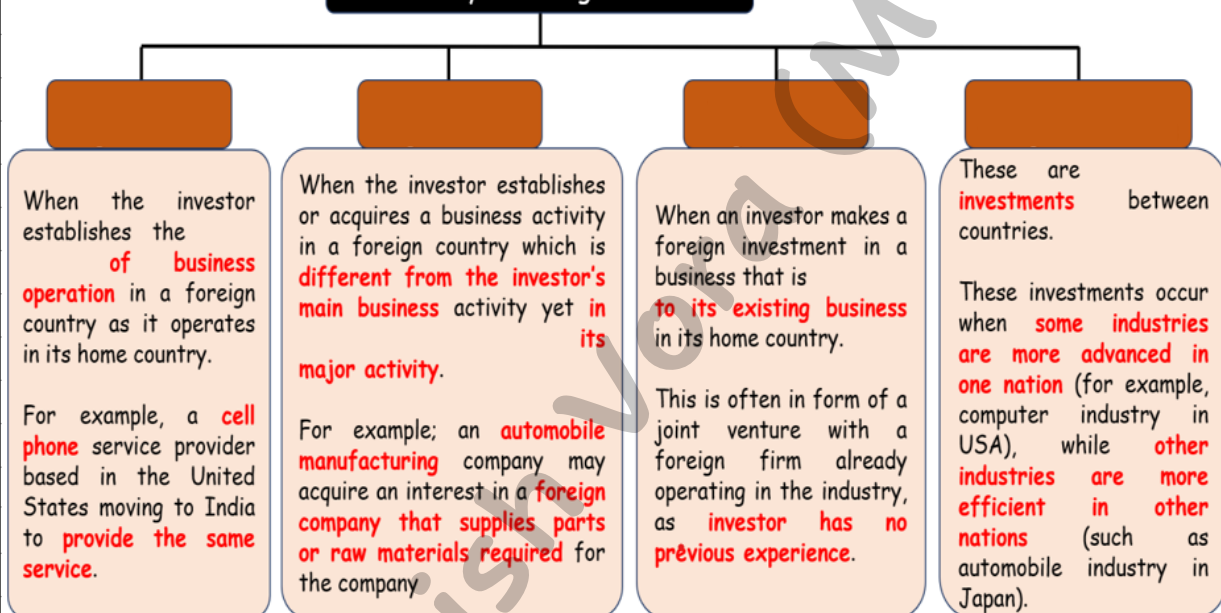 When the investor
establishes the
of business
operation in a foreign
country as it operates
in its home country.
For example, a cell
phone service provider
based in the United
States moving to India
to provide the same
service.
When the investor establishes
or acquires a business activity
in a foreign country which is
different from the investor's
main business activity yet in
its
major activity.
For example; an automobile
manufacturing company may
acquire an interest in a foreign
company that supplies parts
or raw materials required for
the company
When an investor makes a
foreign investment in a
business that is
to its existing business
in its home country.
This is often in form of a
joint venture with a
foreign firm already
operating in the industry,
as investor has no
previous experience.
These are
investments between
countries.
These investments occur
when some industries
are more advanced in
one nation (for example,
computer industry in
USA), while other
industries are more
efficient in other
nations (such as
automobile industry in
Japan).
Vora CM